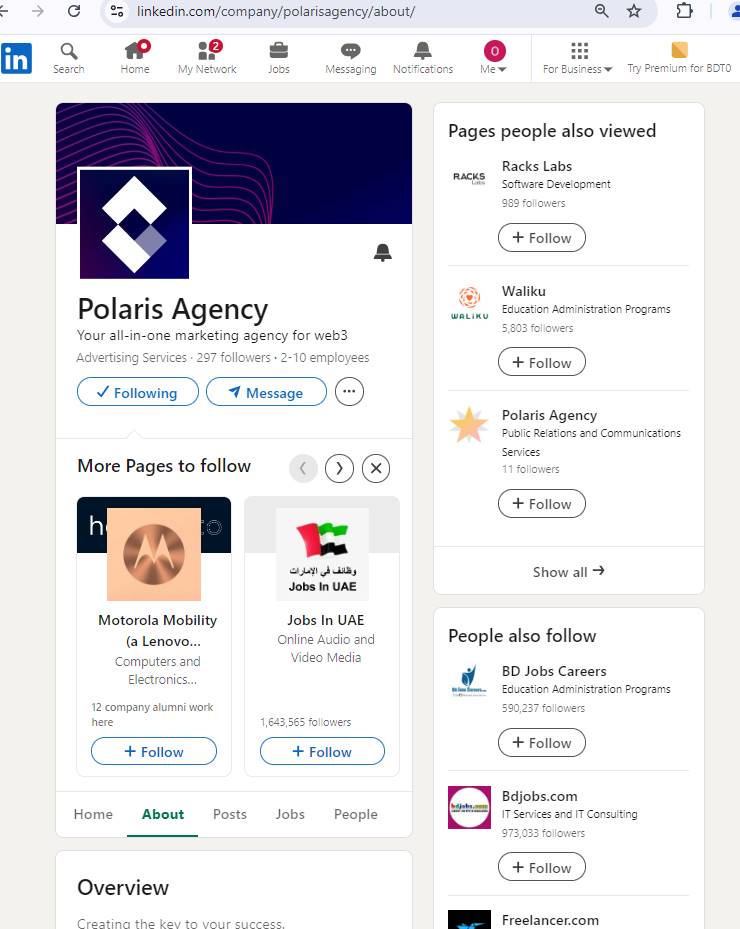 linkedin.com/company/polarisagency/about/
in
Search
Home
2
My Network
Jobs
Messaging
Notifications
0
Me
For Business
Try Premium for BDT0
Polaris Agency
Your all-in-one marketing agency for web3
Advertising Services · 297 followers · 2-10 employees
Following
Message
More Pages to follow
Motorola Mobility
(a Lenovo...
Computers and
Electronics...
12 company alumni work
here
+ Follow
وظائف في الإمارات
Jobs In UAE
Jobs In UAE
Online Audio and
Video Media
1,643,565 followers
+ Follow
Home
About
Posts
Jobs
People
Overview
Creating the key to your success.
Pages people also viewed
RACKS
Labs
Racks Labs
Software Development
989 followers
+ Follow
WALIKU
Waliku
Education Administration Programs
5,803 followers
+ Follow
Polaris Agency
Public Relations and Communications
Services
11 followers
+ Follow
Show all →
People also follow
BD Jobs Careers
Education Administration Programs
590,237 followers
+ Follow
bdjobs.com
Bdjobs.com
IT Services and IT Consulting
973,033 followers
+ Follow
Freelancer.com